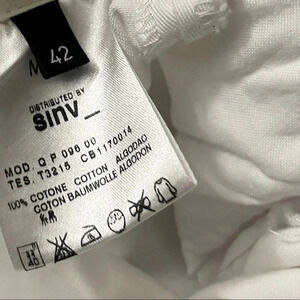 M
42
DISTRIBUTED BY
sinv_
MOD. Q P 096 00
TES. T3215 CB1170014
100% COTONE COTTON ALGODAO
COTON BAUMWOLLE ALGODON